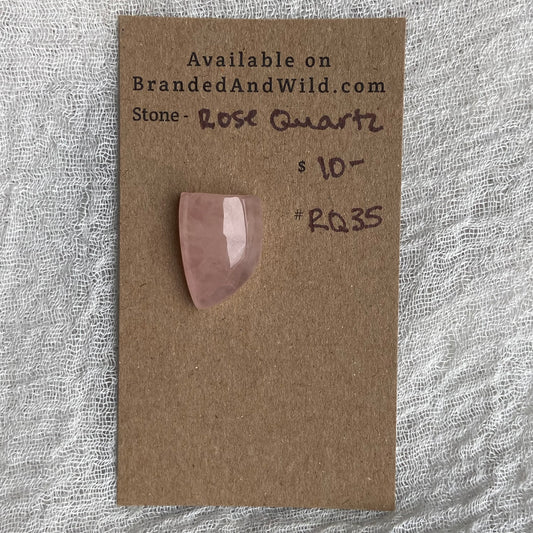 Available on
BrandedAndWild.com
Stone - Rose Quartz
$ 10-
# RQ35